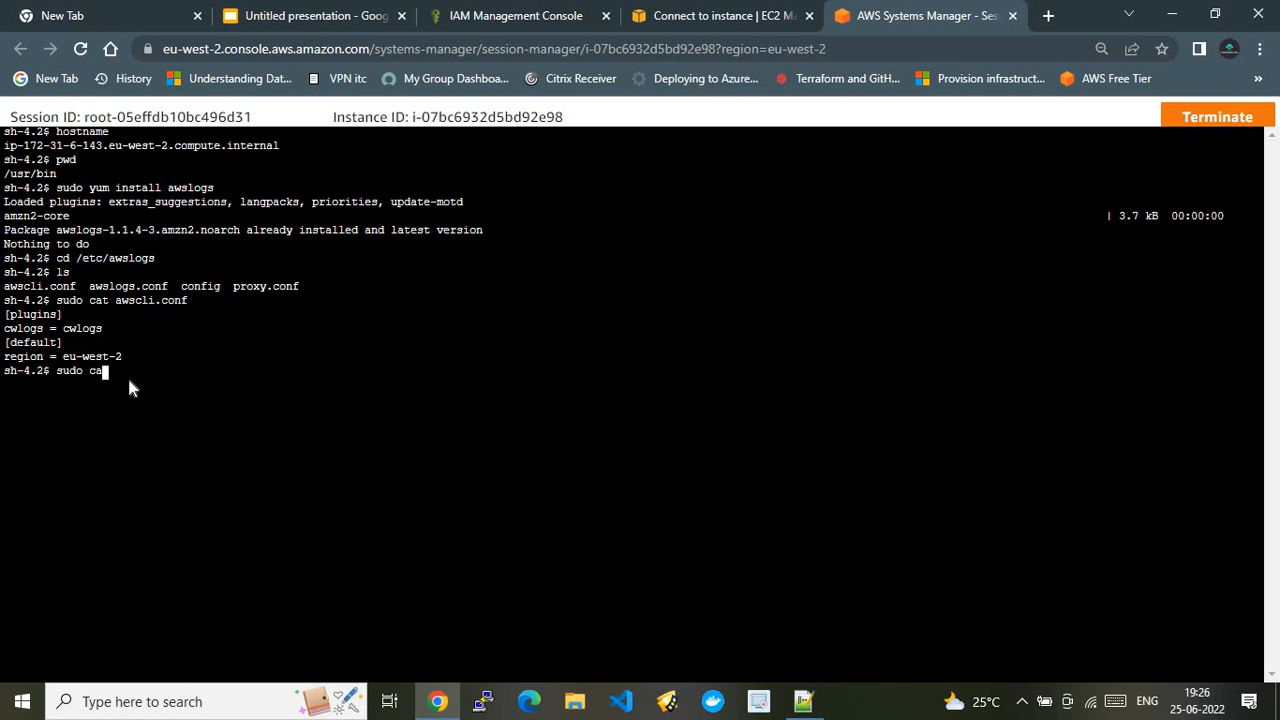 New Tab
Untitled presentation - Goog
IAM Management Console
Connect to instance | EC2 Ma
AWS Systems Manager - Sess
eu-west-2.console.aws.amazon.com/systems-manager/session-manager/i-07bc6932d5bd92e98?region=eu-west-2
New Tab
History
Understanding Dat...
VPN itc
My Group Dashboa...
Citrix Receiver
Deploying to Azure...
Terraform and GitH...
Provision infrastruct...
AWS Free Tier
»
Session ID: root-05effdb10bc496d31
Instance ID: i-07bc6932d5bd92e98
Terminate
sh-4.2$ hostname
ip-172-31-6-143.eu-west-2.compute.internal
sh-4.2$ pwd
/usr/bin
sh-4.2$ sudo yum install awslogs
Loaded plugins: extras_suggestions, langpacks, priorities, update-motd
amzn2-core | 3.7 kB 00:00:00
Package awslogs-1.1.4-3.amzn2.noarch already installed and latest version
Nothing to do
sh-4.2$ cd /etc/awslogs
sh-4.2$ ls
awscli.conf awslogs.conf config proxy.conf
sh-4.2$ sudo cat awscli.conf
[plugins]
cwlogs = cwlogs
[default]
region = eu-west-2
sh-4.2$ sudo ca
Type here to search
25°C
ENG
19:26
25-06-2022